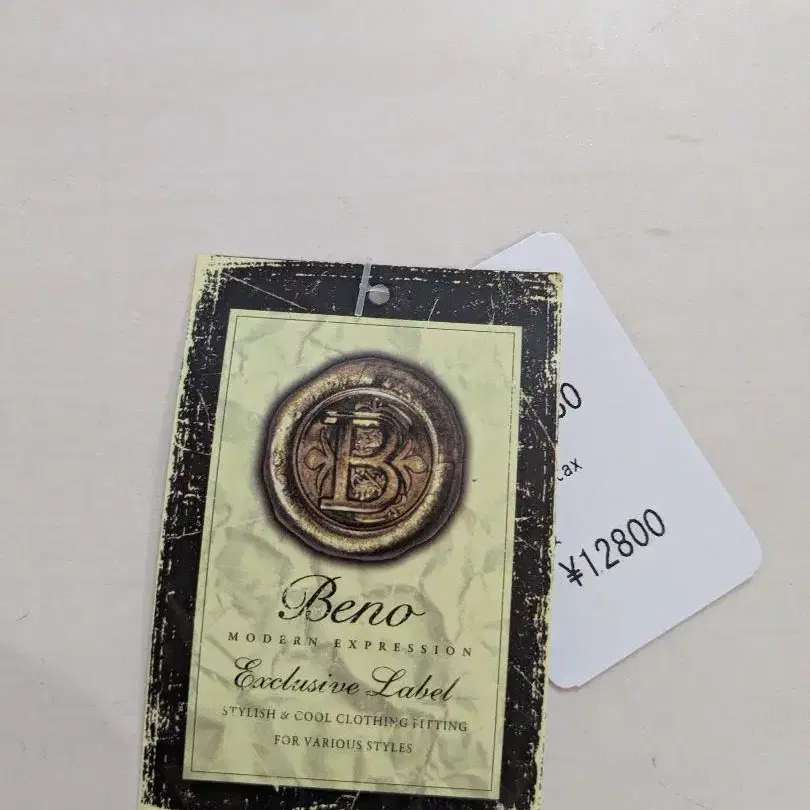 B
Beno
MODERN EXPRESSION
Exclusive Label
STYLISH & COOL CLOTHING FITTING
FOR VARIOUS STYLES
¥12800